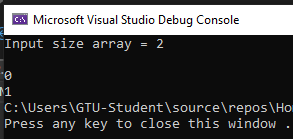 Microsoft Visual Studio Debug Console
Input size array = 2
0
1
C:\Users\GTU-Student\source\repos\Ho
Press any key to close this window .